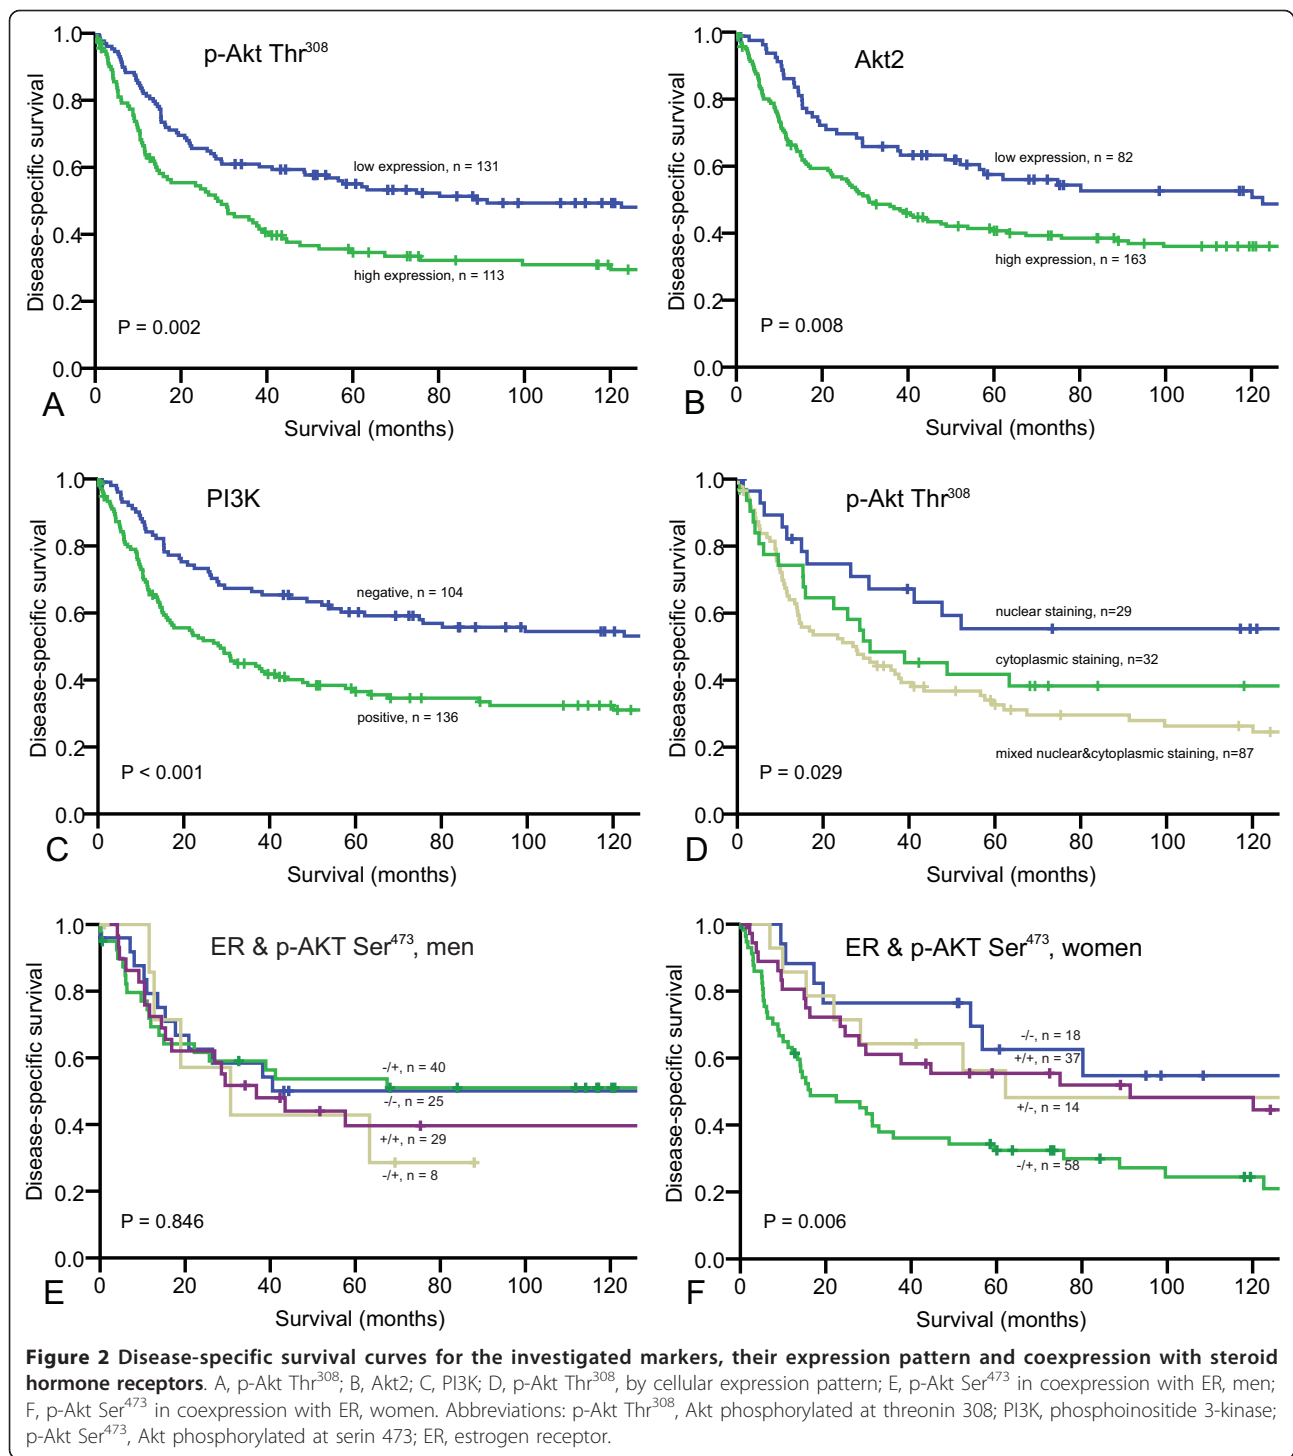 p-Akt Thr308
Disease-specific survival
1.0
0.8
0.6
0.4
0.2
0.0
low expression, n = 131
high expression, n = 113
P = 0.002
0 20 40 60 80 100 120
Survival (months)
A
Akt2
Disease-specific survival
1.0
0.8
0.6
0.4
0.2
0.0
low expression, n = 82
high expression, n = 163
P = 0.008
0 20 40 60 80 100 120
Survival (months)
B
PI3K
Disease-specific survival
1.0
0.8
0.6
0.4
0.2
0.0
negative, n = 104
positive, n = 136
P < 0.001
0 20 40 60 80 100 120
Survival (months)
C
p-Akt Thr308
Disease-specific survival
1.0
0.8
0.6
0.4
0.2
0.0
nuclear staining, n=29
cytoplasmic staining, n=32
mixed nuclear&cytoplasmic staining, n=87
P = 0.029
0 20 40 60 80 100 120
Survival (months)
D
ER & p-AKT Ser473, men
Disease-specific survival
1.0
0.8
0.6
0.4
0.2
0.0
-/+, n = 40
-/-, n = 25
+/+, n = 29
-/+, n = 8
P = 0.846
0 20 40 60 80 100 120
Survival (months)
E
ER & p-AKT Ser473, women
Disease-specific survival
1.0
0.8
0.6
0.4
0.2
0.0
-/-, n = 18
+/+, n = 37
+/-, n = 14
-/+, n = 58
P = 0.006
0 20 40 60 80 100 120
Survival (months)
F
Figure 2 Disease-specific survival curves for the investigated markers, their expression pattern and coexpression with steroid
hormone receptors. A, p-Akt Thr308; B, Akt2; C, PI3K; D, p-Akt Thr308, by cellular expression pattern; E, p-Akt Ser473 in coexpression with ER, men;
F, p-Akt Ser473 in coexpression with ER, women. Abbreviations: p-Akt Thr308, Akt phosphorylated at threonin 308; PI3K, phosphoinositide 3-kinase;
p-Akt Ser473, Akt phosphorylated at serin 473; ER, estrogen receptor.